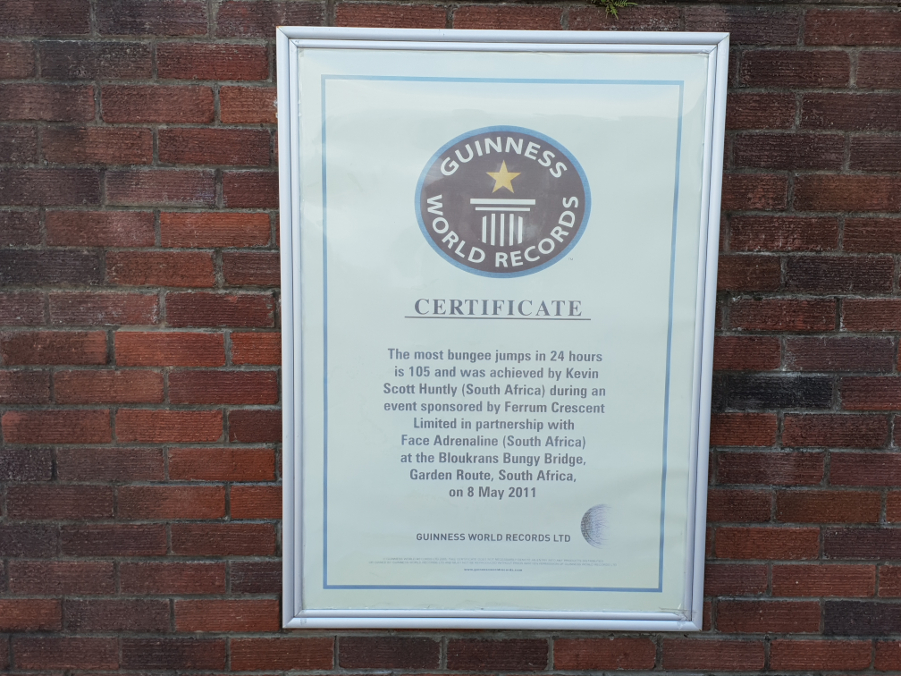 GUINNESS
WORLD RECORDS
CERTIFICATE
The most bungee jumps in 24 hours
is 105 and was achieved by Kevin
Scott Huntly (South Africa) during an
event sponsored by Ferrum Crescent
Limited in partnership with
Face Adrenaline (South Africa)
at the Bloukrans Bungy Bridge,
Garden Route, South Africa,
on 8 May 2011
GUINNESS WORLD RECORDS LTD